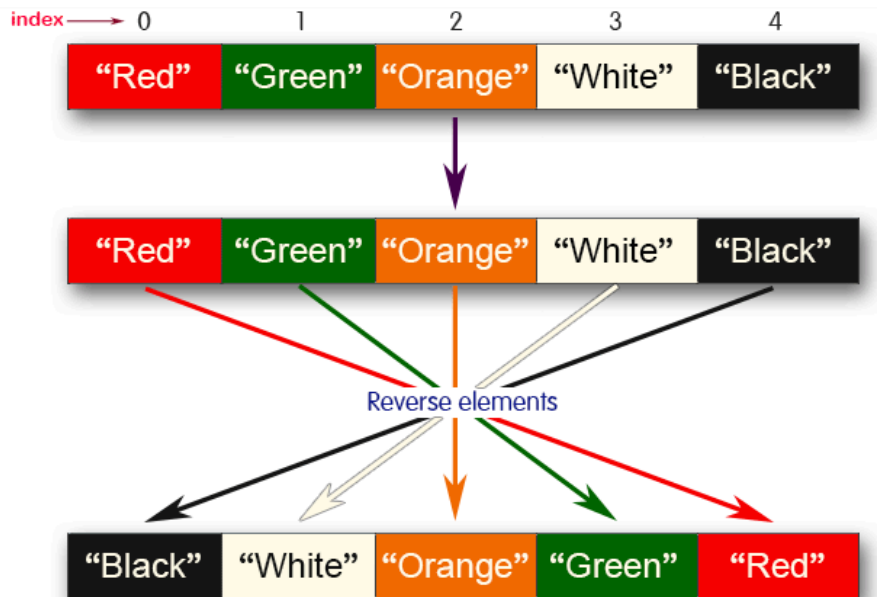 index 0 1 2 3 4
“Red” “Green” “Orange” “White” “Black”
“Red” “Green” “Orange” “White” “Black”
Reverse elements
“Black” “White” “Orange” “Green” “Red”